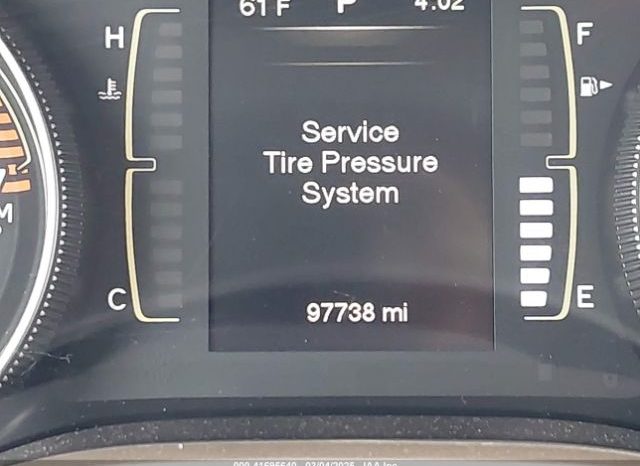 61 F P 4:02
H F
Service
Tire Pressure
System
C E
97738 mi